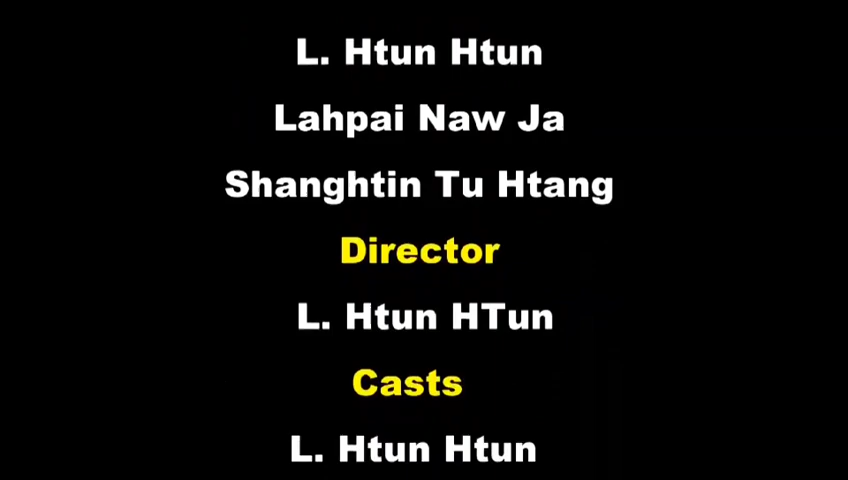 L. Htun Htun
Lahpai Naw Ja
Shanghtin Tu Htang
Director
L. Htun HTun
Casts
L. Htun Htun